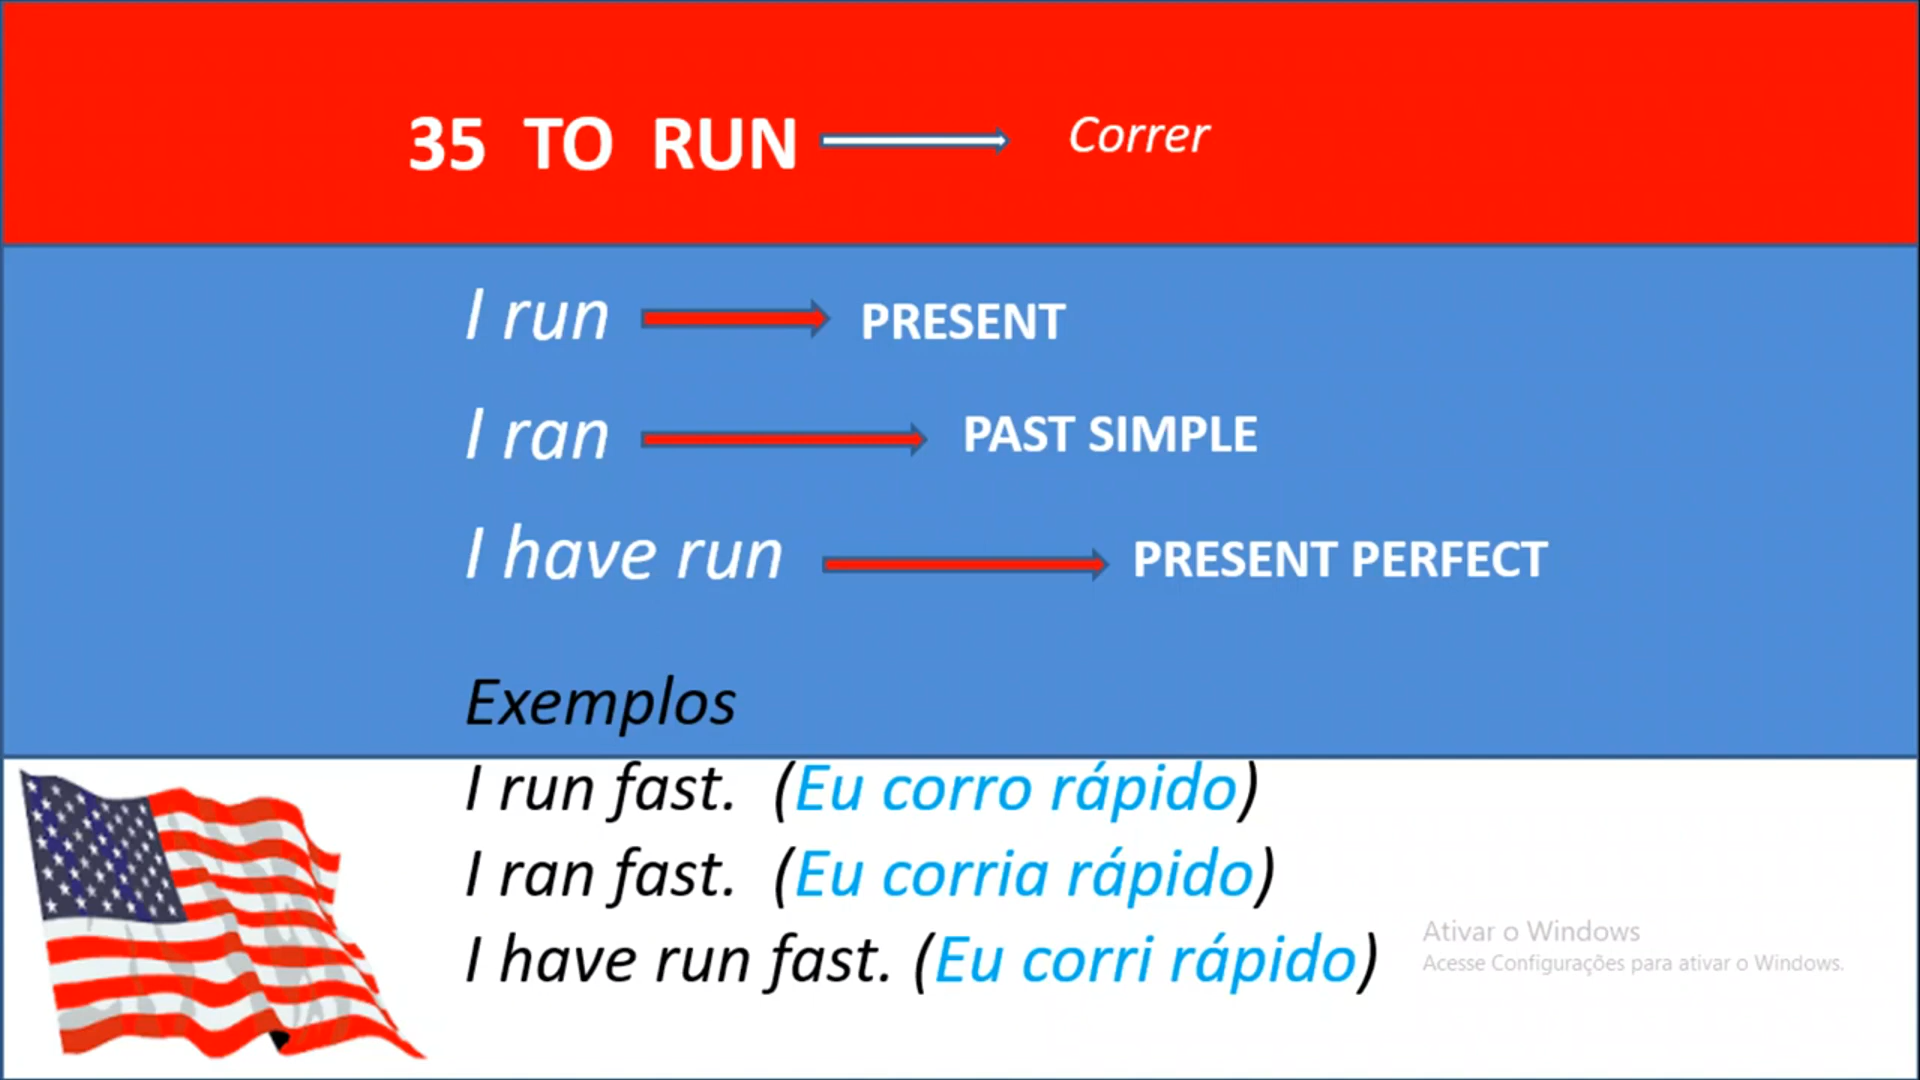 35 TO RUN Correr
I run PRESENT
I ran PAST SIMPLE
I have run PRESENT PERFECT
Exemplos
I run fast. (Eu corro rápido)
I ran fast. (Eu corria rápido)
I have run fast. (Eu corri rápido)
Ativar o Windows
Acesse Configurações para ativar o Windows.